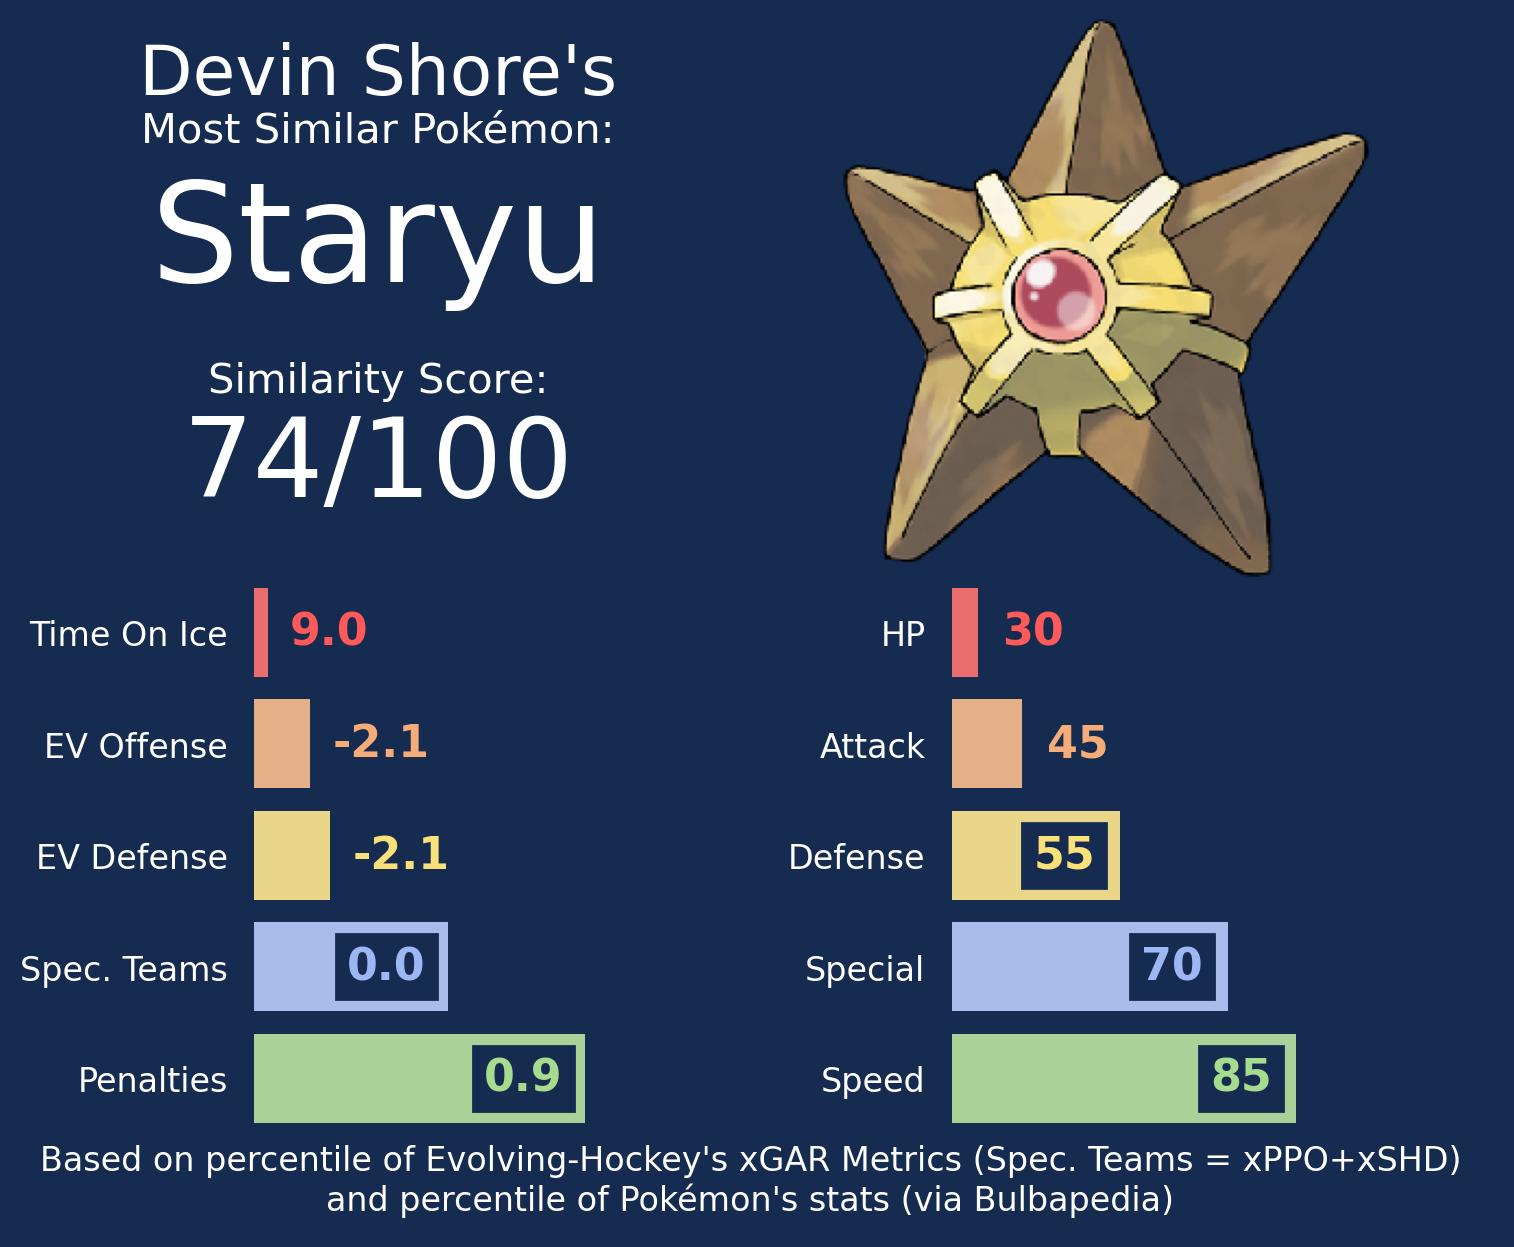 Devin Shore's
Most Similar Pokémon:
Staryu
Similarity Score:
74/100
Time On Ice 9.0
EV Offense -2.1
EV Defense -2.1
Spec. Teams 0.0
Penalties 0.9
HP 30
Attack 45
Defense 55
Special 70
Speed 85
Based on percentile of Evolving-Hockey's xGAR Metrics (Spec. Teams = xPPO+xSHD)
and percentile of Pokémon's stats (via Bulbapedia)